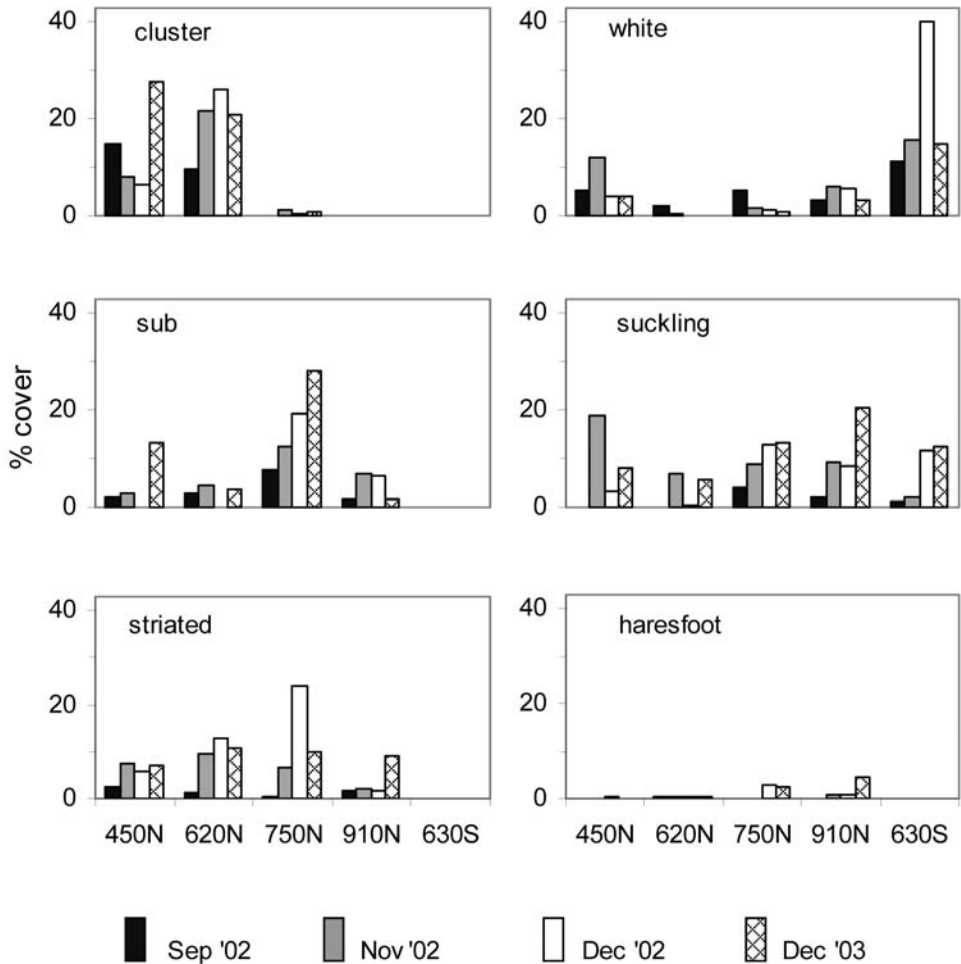 cluster
white
40
20
0
40
20
0
sub
suckling
% cover
40
20
0
40
20
0
striated
haresfoot
40
20
0
40
20
0
450N 620N 750N 910N 630S
450N 620N 750N 910N 630S
Sep '02 Nov '02 Dec '02 Dec '03